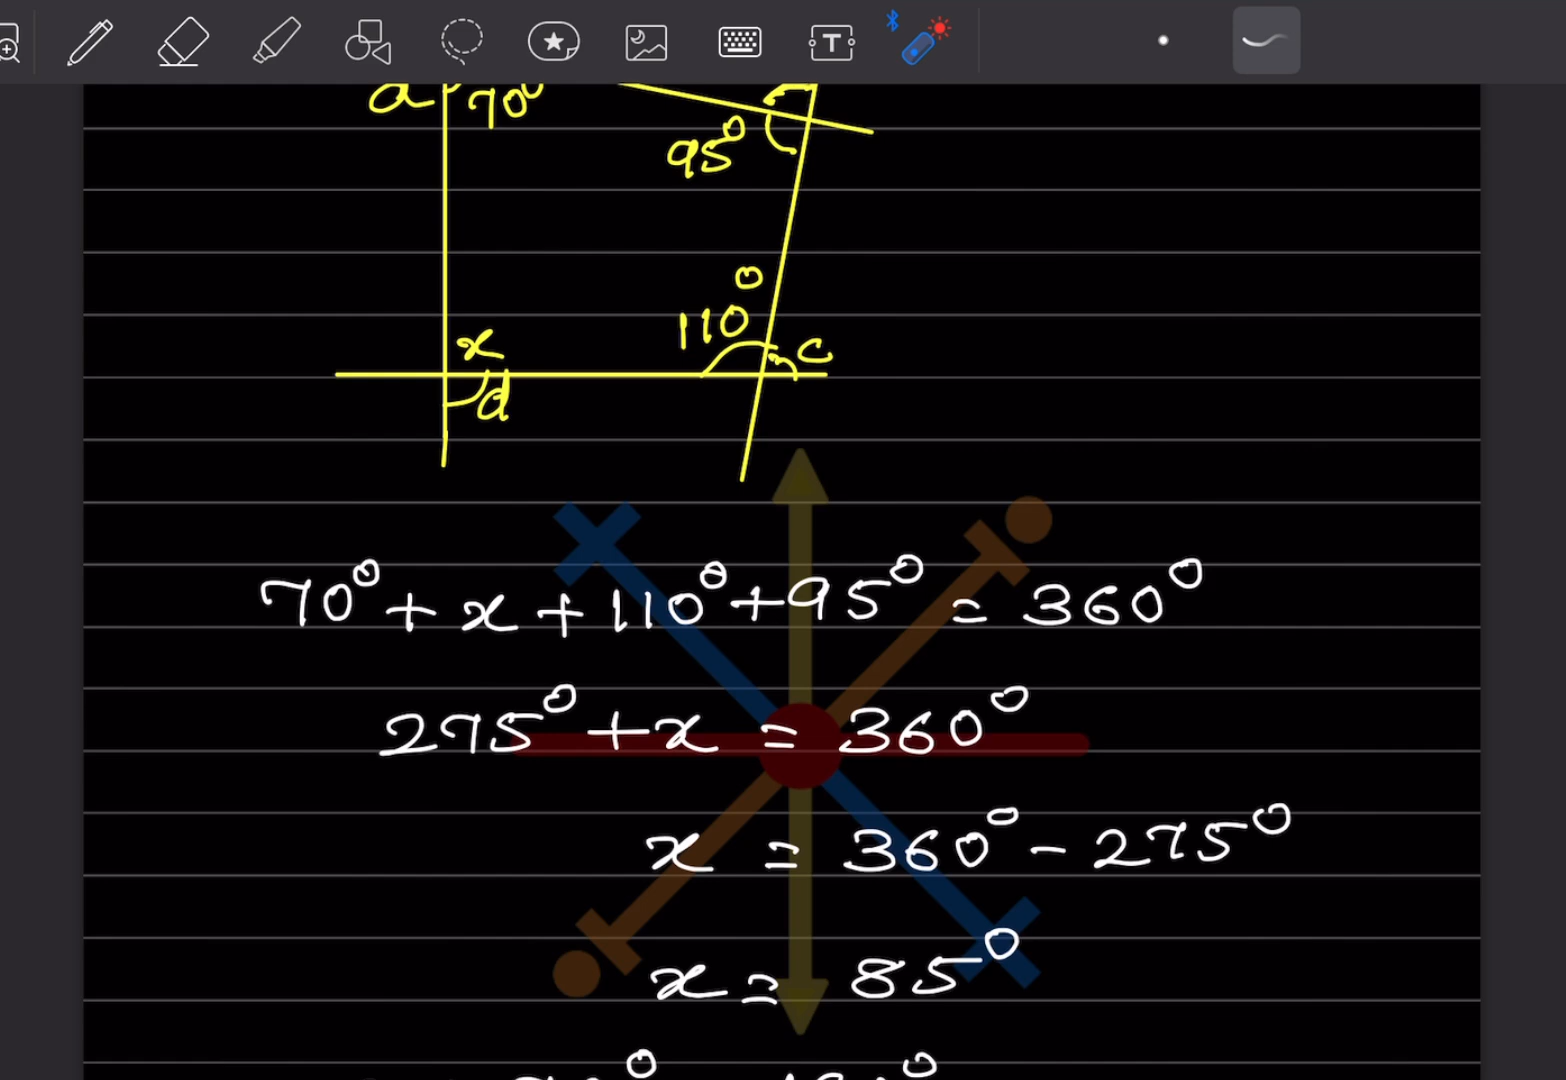 a 70°
95°
110°
x c
d
70° + x + 110° + 95° = 360°
275° + x = 360°
x = 360° - 275°
x = 85°